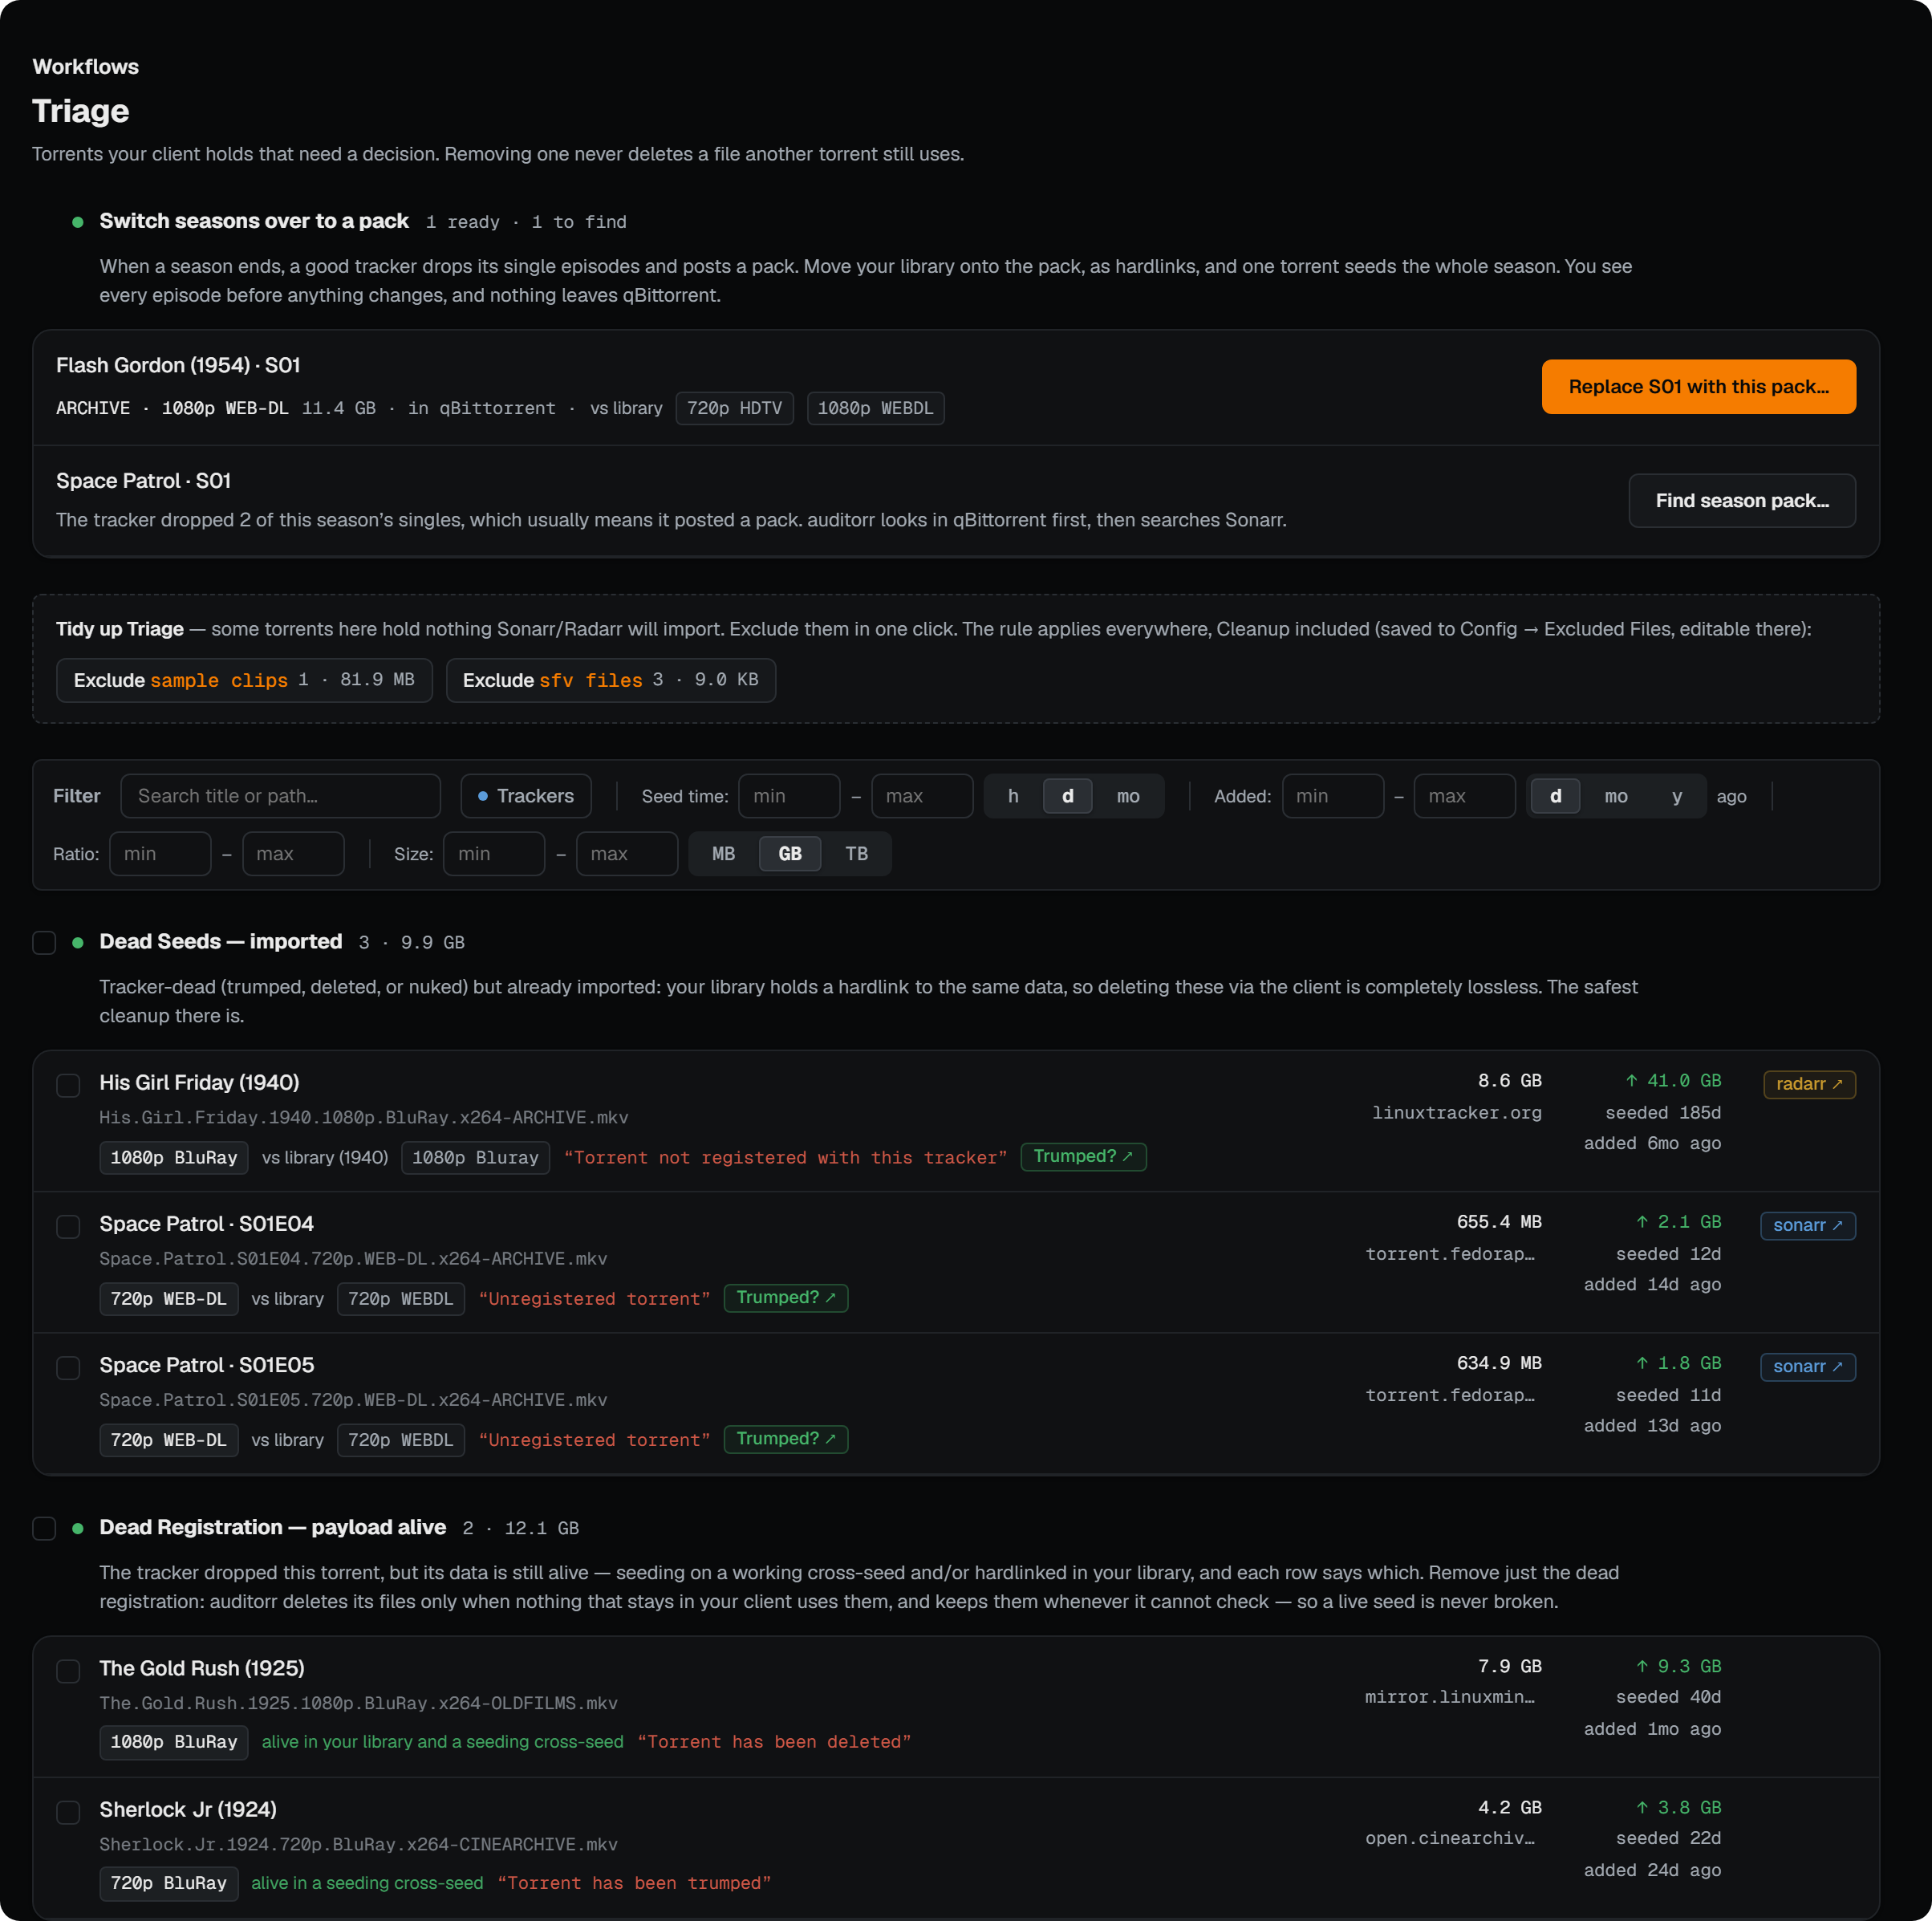 Workflows
Triage
Torrents your client holds that need a decision. Removing one never deletes a file another torrent still uses.
Switch seasons over to a pack 1 ready · 1 to find
When a season ends, a good tracker drops its single episodes and posts a pack. Move your library onto the pack, as hardlinks, and one torrent seeds the whole season. You see
every episode before anything changes, and nothing leaves qBittorrent.
Flash Gordon (1954) · S01
ARCHIVE · 1080p WEB-DL 11.4 GB · in qBittorrent · vs library 720p HDTV 1080p WEBDL
Replace S01 with this pack…
Space Patrol · S01
The tracker dropped 2 of this season’s singles, which usually means it posted a pack. auditorr looks in qBittorrent first, then searches Sonarr.
Find season pack…
Tidy up Triage — some torrents here hold nothing Sonarr/Radarr will import. Exclude them in one click. The rule applies everywhere, Cleanup included (saved to Config → Excluded Files, editable there):
Exclude sample clips 1 · 81.9 MB Exclude sfv files 3 · 9.0 KB
Filter Search title or path… Trackers Seed time: min – max h d mo Added: min – max d mo y ago
Ratio: min – max Size: min – max MB GB TB
Dead Seeds — imported 3 · 9.9 GB
Tracker-dead (trumped, deleted, or nuked) but already imported: your library holds a hardlink to the same data, so deleting these via the client is completely lossless. The safest
cleanup there is.
His Girl Friday (1940) 8.6 GB ↑ 41.0 GB radarr ↗
His.Girl.Friday.1940.1080p.BluRay.x264-ARCHIVE.mkv linuxtracker.org seeded 185d
added 6mo ago
1080p BluRay vs library (1940) 1080p Bluray “Torrent not registered with this tracker” Trumped? ↗
Space Patrol · S01E04 655.4 MB ↑ 2.1 GB sonarr ↗
Space.Patrol.S01E04.720p.WEB-DL.x264-ARCHIVE.mkv torrent.fedorap… seeded 12d
added 14d ago
720p WEB-DL vs library 720p WEBDL “Unregistered torrent” Trumped? ↗
Space Patrol · S01E05 634.9 MB ↑ 1.8 GB sonarr ↗
Space.Patrol.S01E05.720p.WEB-DL.x264-ARCHIVE.mkv torrent.fedorap… seeded 11d
added 13d ago
720p WEB-DL vs library 720p WEBDL “Unregistered torrent” Trumped? ↗
Dead Registration — payload alive 2 · 12.1 GB
The tracker dropped this torrent, but its data is still alive — seeding on a working cross-seed and/or hardlinked in your library, and each row says which. Remove just the dead
registration: auditorr deletes its files only when nothing that stays in your client uses them, and keeps them whenever it cannot check — so a live seed is never broken.
The Gold Rush (1925) 7.9 GB ↑ 9.3 GB
The.Gold.Rush.1925.1080p.BluRay.x264-OLDFILMS.mkv mirror.linuxmin… seeded 40d
added 1mo ago
1080p BluRay alive in your library and a seeding cross-seed “Torrent has been deleted”
Sherlock Jr (1924) 4.2 GB ↑ 3.8 GB
Sherlock.Jr.1924.720p.BluRay.x264-CINEARCHIVE.mkv open.cinearchiv… seeded 22d
added 24d ago
720p BluRay alive in a seeding cross-seed “Torrent has been trumped”